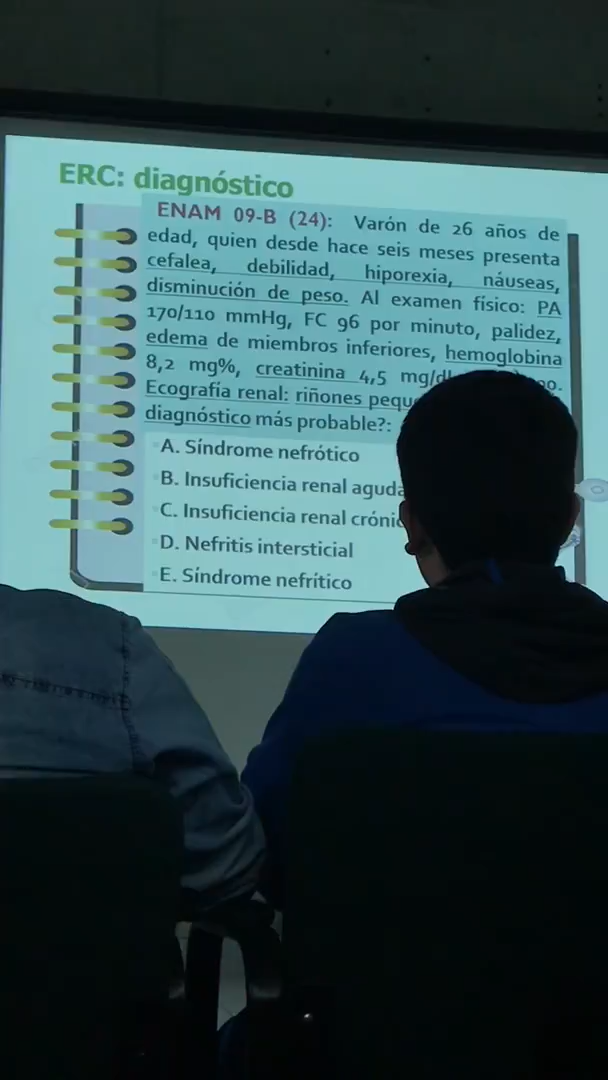 ERC: diagnóstico
ENAM 09-B (24): Varón de 26 años de
edad, quien desde hace seis meses presenta
cefalea, debilidad, hiporexia, náuseas,
disminución de peso. Al examen físico: PA
170/110 mmHg, FC 96 por minuto, palidez,
edema de miembros inferiores, hemoglobina
8,2 mg%, creatinina 4,5
Ecografía renal: riñones
diagnóstico más probable?:
A. Síndrome nefrótico
B. Insuficiencia renal aguda
C. Insuficiencia renal
D. Nefritis intersticial
E. Síndrome nefrítico